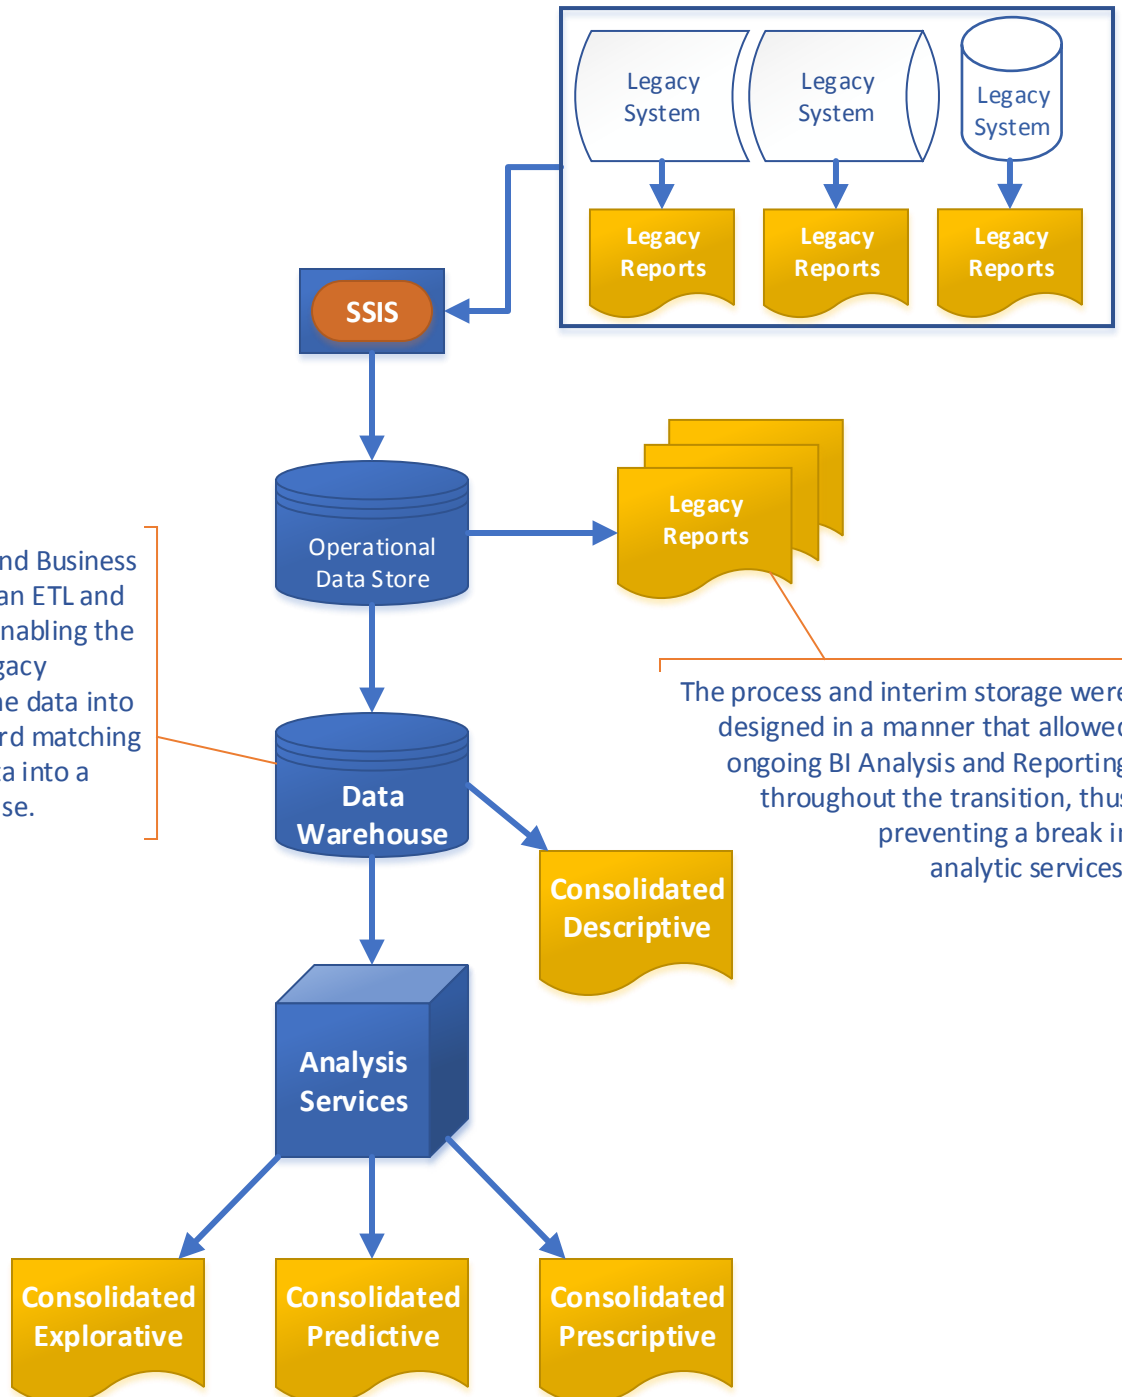 Legacy
System
Legacy
System
Legacy
System
Legacy
Reports
Legacy
Reports
Legacy
Reports
SSIS
Operational
Data Store
Legacy
Reports
nd Business
an ETL and
nabling the
gacy
ne data into
rd matching
ta into a
se.
The process and interim storage were
designed in a manner that allowed
ongoing BI Analysis and Reporting
throughout the transition, thus
preventing a break in
analytic services
Data
Warehouse
Consolidated
Descriptive
Analysis
Services
Consolidated
Explorative
Consolidated
Predictive
Consolidated
Prescriptive